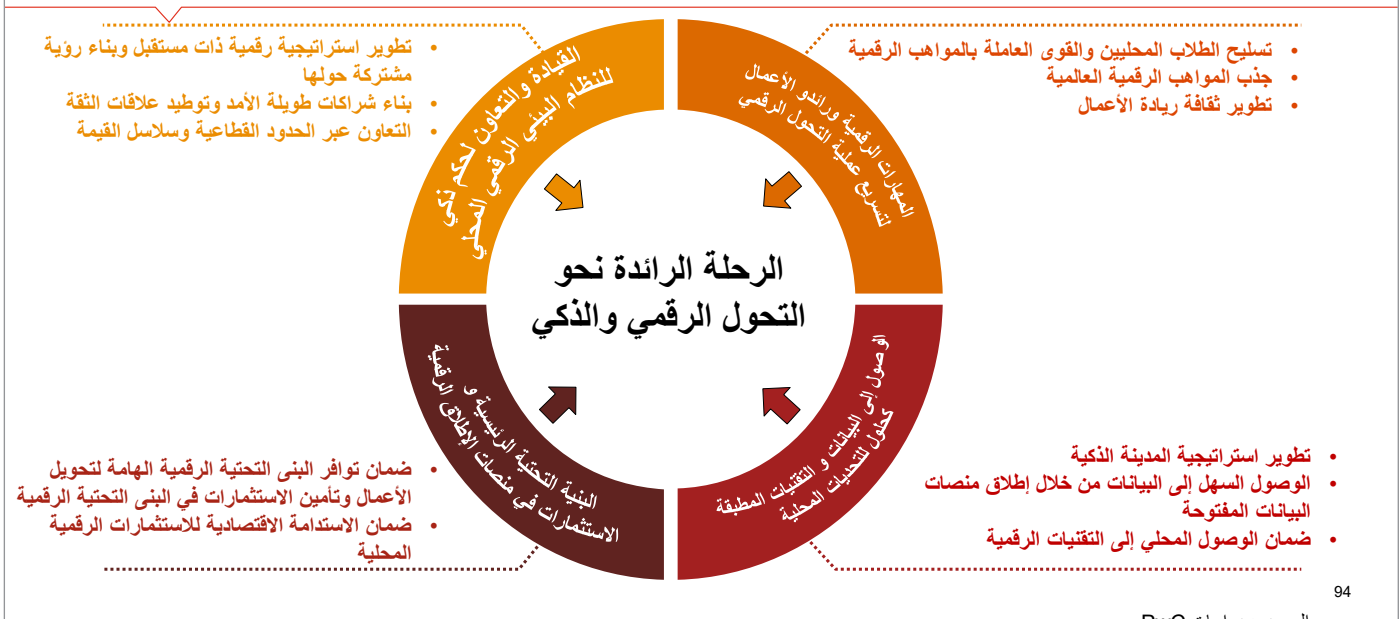 تسليح الطلاب المحليين والقوى العاملة بالمواهب الرقمية
جذب المواهب الرقمية العالمية
تطوير ثقافة ريادة الأعمال
المهارات الرقمية ورائدو الأعمال
لتسريع عملية التحول الرقمي
القيادة والتعاون لحكم ذكي
للنظام البيئي الرقمي المحلي
تطوير استراتيجية رقمية ذات مستقبل وبناء رؤية
مشتركة حولها
بناء شراكات طويلة الأمد وتوطيد علاقات الثقة
التعاون عبر الحدود القطاعية وسلاسل القيمة
الرحلة الرائدة نحو
التحول الرقمي والذكي
تطوير استراتيجية المدينة الذكية
الوصول السهل إلى البيانات من خلال إطلاق منصات
البيانات المفتوحة
ضمان الوصول المحلي إلى التقنيات الرقمية
الوصول إلى البيانات و التقنيات المطبقة
كحلول للتحديات المحلية
البنية التحتية الرئيسية و
الاستثمارات في منصات الإطلاق الرقمية
ضمان توافر البنى التحتية الرقمية الهامة لتحويل
الأعمال وتأمين الاستثمارات في البنى التحتية الرقمية
ضمان الاستدامة الاقتصادية للاستثمارات الرقمية
المحلية
94
PwC